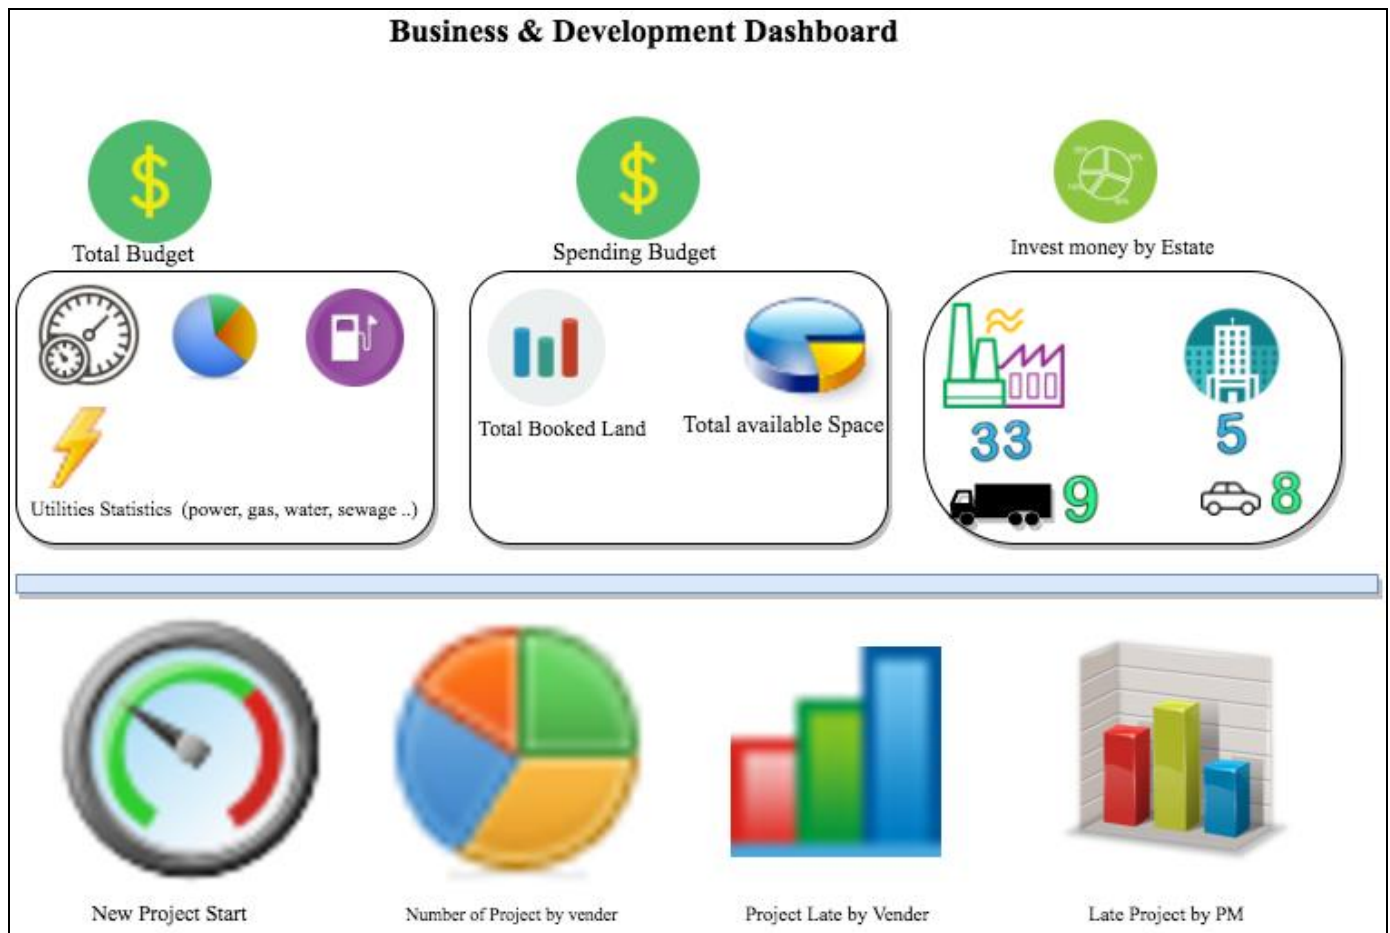 Business & Development Dashboard
$
$
Total Budget
Spending Budget
Invest money by Estate
Total Booked Land
Total available Space
33
5
9
8
Utilities Statistics (power, gas, water, sewage ..)
New Project Start
Number of Project by vender
Project Late by Vender
Late Project by PM